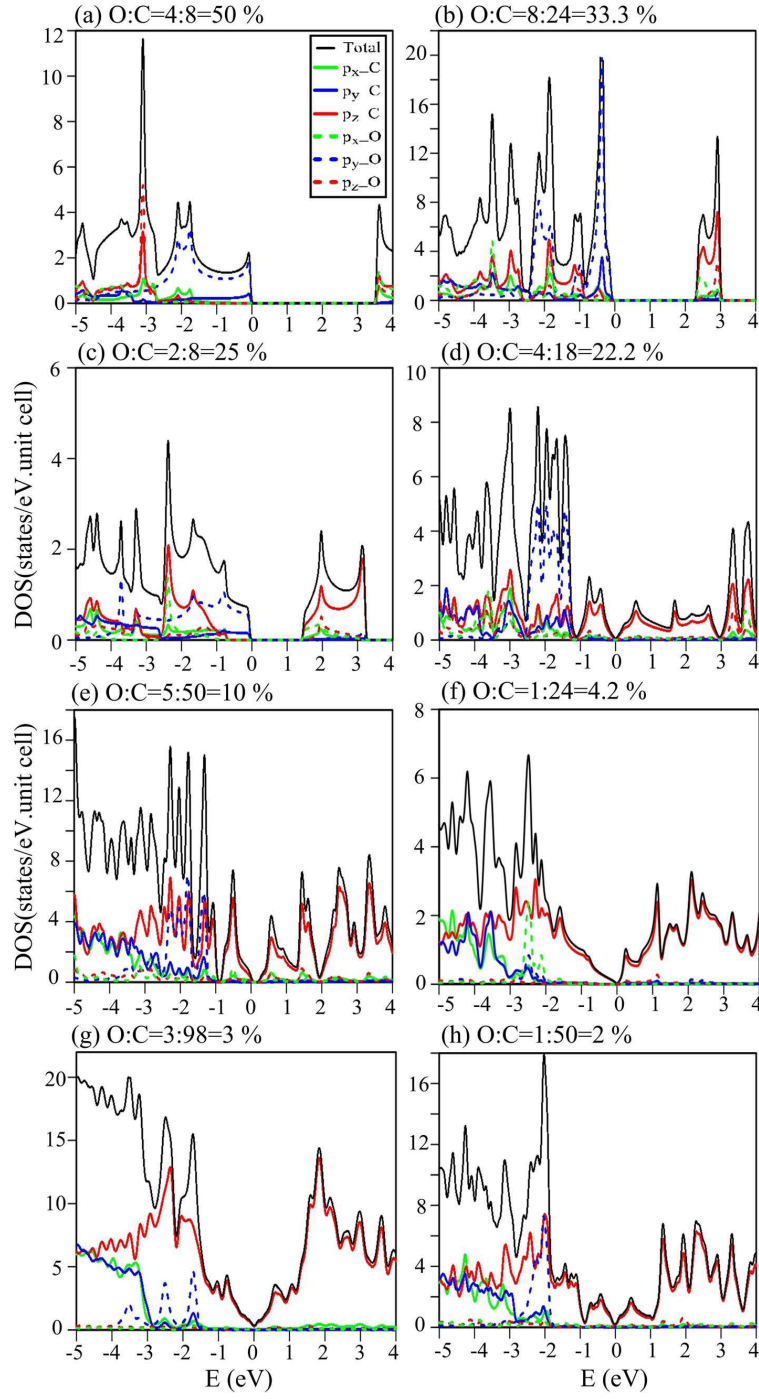 (a) O:C=4:8=50 %
12
10
8
6
4
2
0
-5 -4 -3 -2 -1 0 1 2 3 4
Total
px_C
py_C
pz_C
px_O
py_O
pz_O
(b) O:C=8:24=33.3 %
20
16
12
8
4
0
-5 -4 -3 -2 -1 0 1 2 3 4
(c) O:C=2:8=25 %
6
4
2
0
-5 -4 -3 -2 -1 0 1 2 3 4
(d) O:C=4:18=22.2 %
10
8
6
4
2
0
-5 -4 -3 -2 -1 0 1 2 3 4
DOS(states/eV.unit cell)
(e) O:C=5:50=10 %
16
12
8
4
0
-5 -4 -3 -2 -1 0 1 2 3 4
(f) O:C=1:24=4.2 %
8
6
4
2
0
-5 -4 -3 -2 -1 0 1 2 3 4
DOS(states/eV.unit cell)
(g) O:C=3:98=3 %
20
15
10
5
0
-5 -4 -3 -2 -1 0 1 2 3 4
E (eV)
(h) O:C=1:50=2 %
16
12
8
4
0
-5 -4 -3 -2 -1 0 1 2 3 4
E (eV)